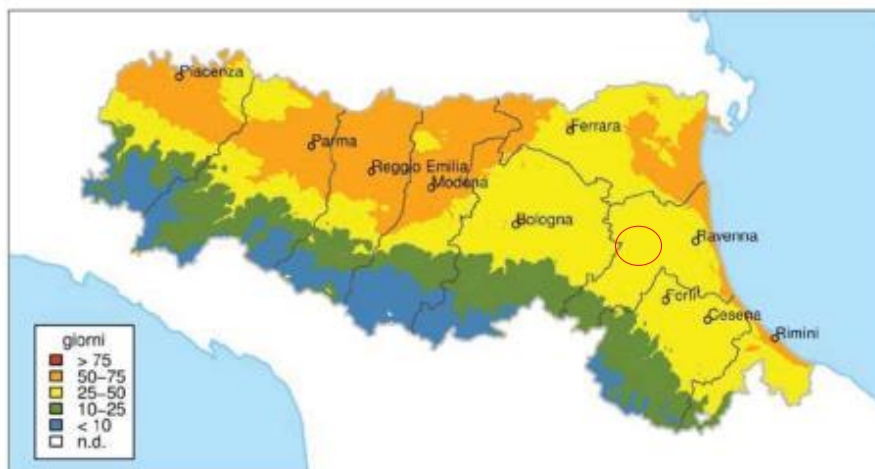 Piacenza
Parma
Reggio Emilia
Modena
Ferrara
Bologna
Ravenna
Forlì
Cesena
Rimini
giorni
> 75
50–75
25–50
10–25
< 10
n.d.